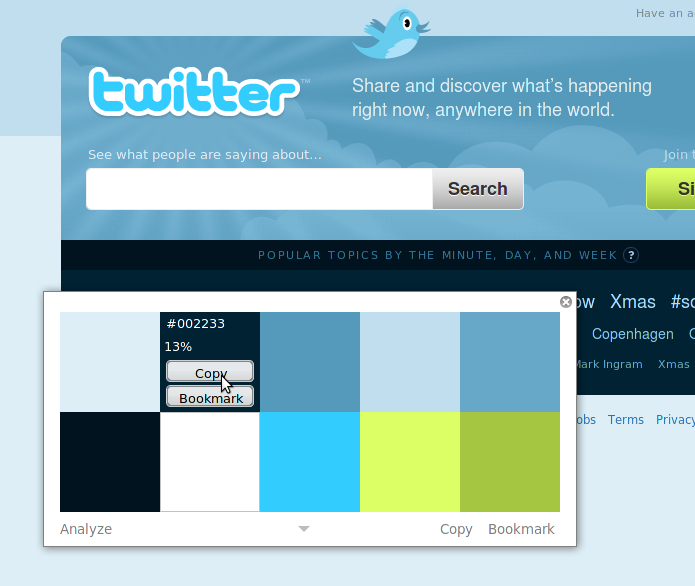 Have an a
twitter™
Share and discover what's happening
right now, anywhere in the world.
See what people are saying about...
Join t
Search
Si
POPULAR TOPICS BY THE MINUTE, DAY, AND WEEK ?
ow Xmas #so
Copenhagen
Mark Ingram Xmas
obs Terms Privacy
#002233
13%
Copy
Bookmark
Analyze
Copy Bookmark